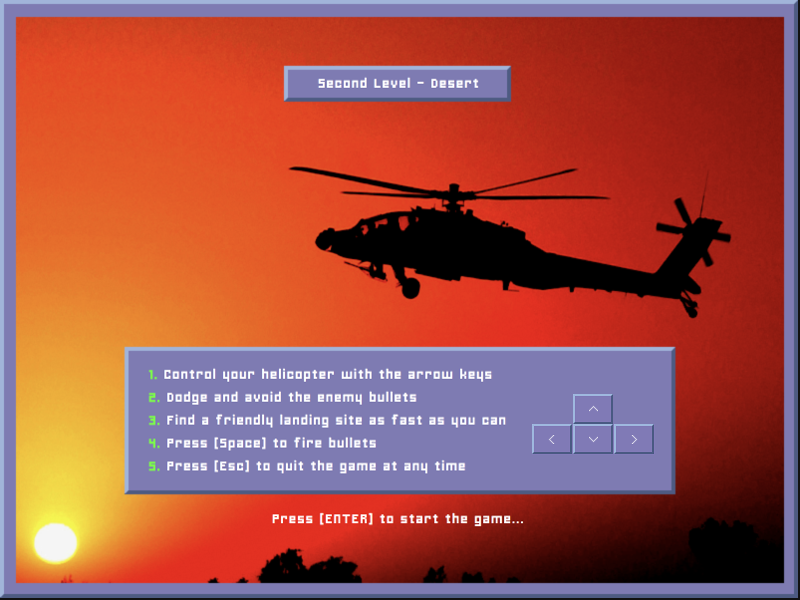 Second Level - Desert
1. Control your helicopter with the arrow keys
2. Dodge and avoid the enemy bullets
3. Find a friendly landing site as fast as you can
4. Press [Space] to fire bullets
5. Press [Esc] to quit the game at any time
Press [ENTER] to start the game...